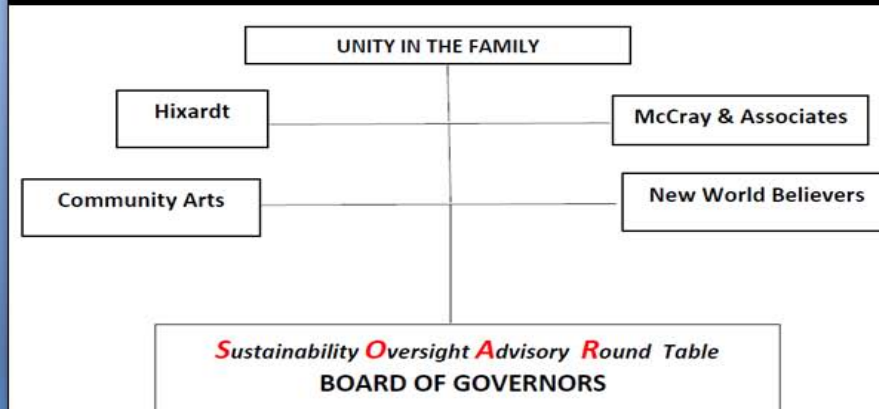 UNITY IN THE FAMILY
Hixardt
McCray & Associates
Community Arts
New World Believers
Sustainability Oversight Advisory Round Table
BOARD OF GOVERNORS